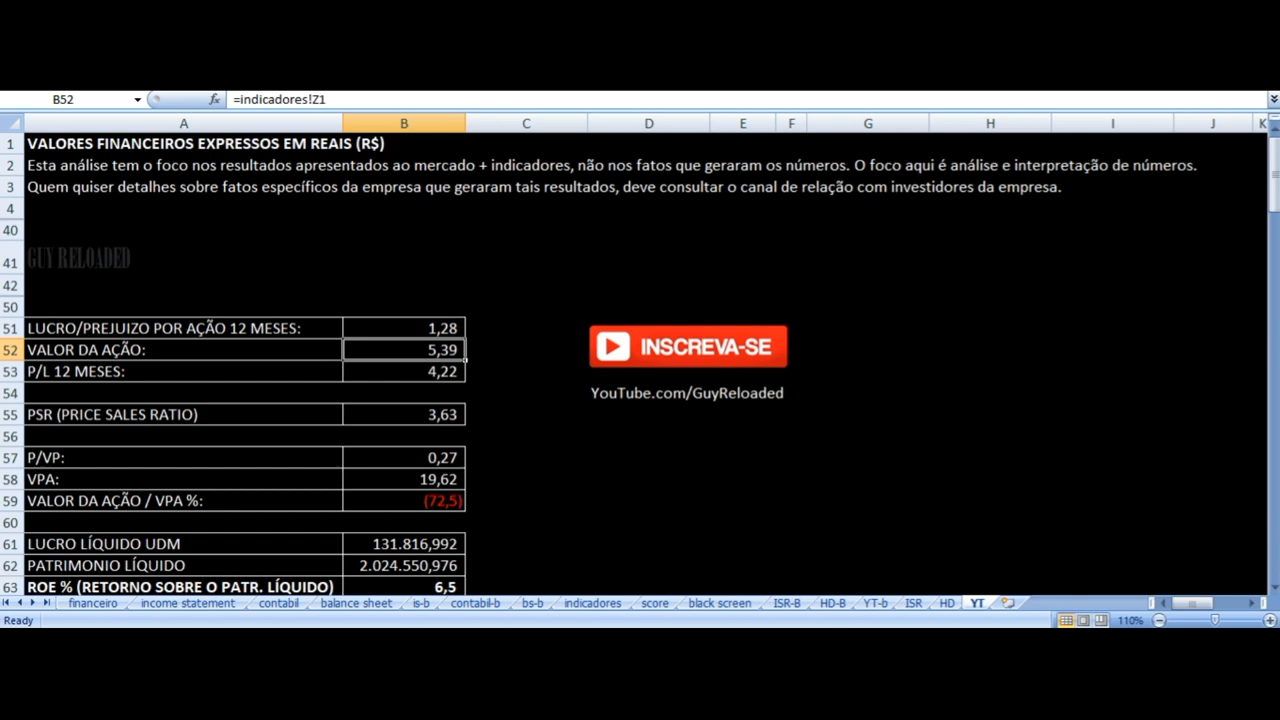 B52 fx =indicadores!Z1
A B C D E F G H I J K
1 VALORES FINANCEIROS EXPRESSOS EM REAIS (R$)
2 Esta análise tem o foco nos resultados apresentados ao mercado + indicadores, não nos fatos que geraram os números. O foco aqui é análise e interpretação de números.
3 Quem quiser detalhes sobre fatos específicos da empresa que geraram tais resultados, deve consultar o canal de relação com investidores da empresa.
4
40
41 GUY RELOADED
42
50
51 LUCRO/PREJUIZO POR AÇÃO 12 MESES: 1,28
52 VALOR DA AÇÃO: 5,39
INSCREVA-SE
53 P/L 12 MESES: 4,22
54 YouTube.com/GuyReloaded
55 PSR (PRICE SALES RATIO) 3,63
56
57 P/VP: 0,27
58 VPA: 19,62
59 VALOR DA AÇÃO / VPA %: (72,5)
60
61 LUCRO LÍQUIDO UDM 131.816,992
62 PATRIMONIO LÍQUIDO 2.024.550,976
63 ROE % (RETORNO SOBRE O PATR. LÍQUIDO) 6,5
financeiro income statement contabil balance sheet is-b contabil-b bs-b indicadores score black screen ISR-B HD-B YT-b ISR HD YT
Ready 110%